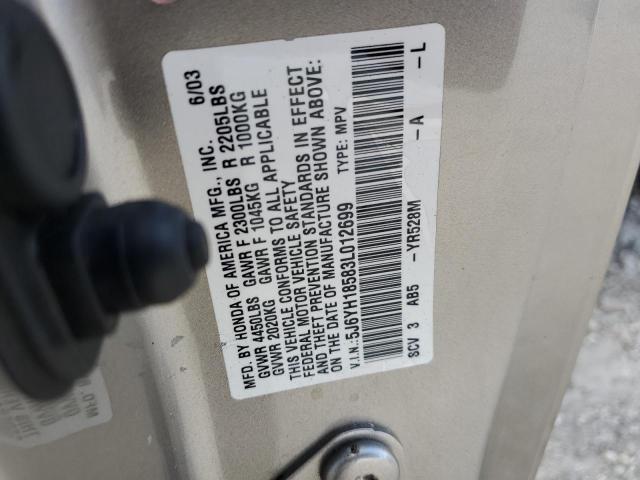 MFD. BY HONDA OF AMERICA MFG., INC. 6/03
GVWR 4450LBS GAWR F 2300LBS R 2205LBS
GVWR 2020KG GAWR F 1045KG R 1000KG
THIS VEHICLE CONFORMS TO ALL APPLICABLE
FEDERAL MOTOR VEHICLE SAFETY
AND THEFT PREVENTION STANDARDS IN EFFECT
ON THE DATE OF MANUFACTURE SHOWN ABOVE.
V.I.N.:5J6YH18583L012699 TYPE: MPV
SCV 3 AB5 -YR528M -A -L